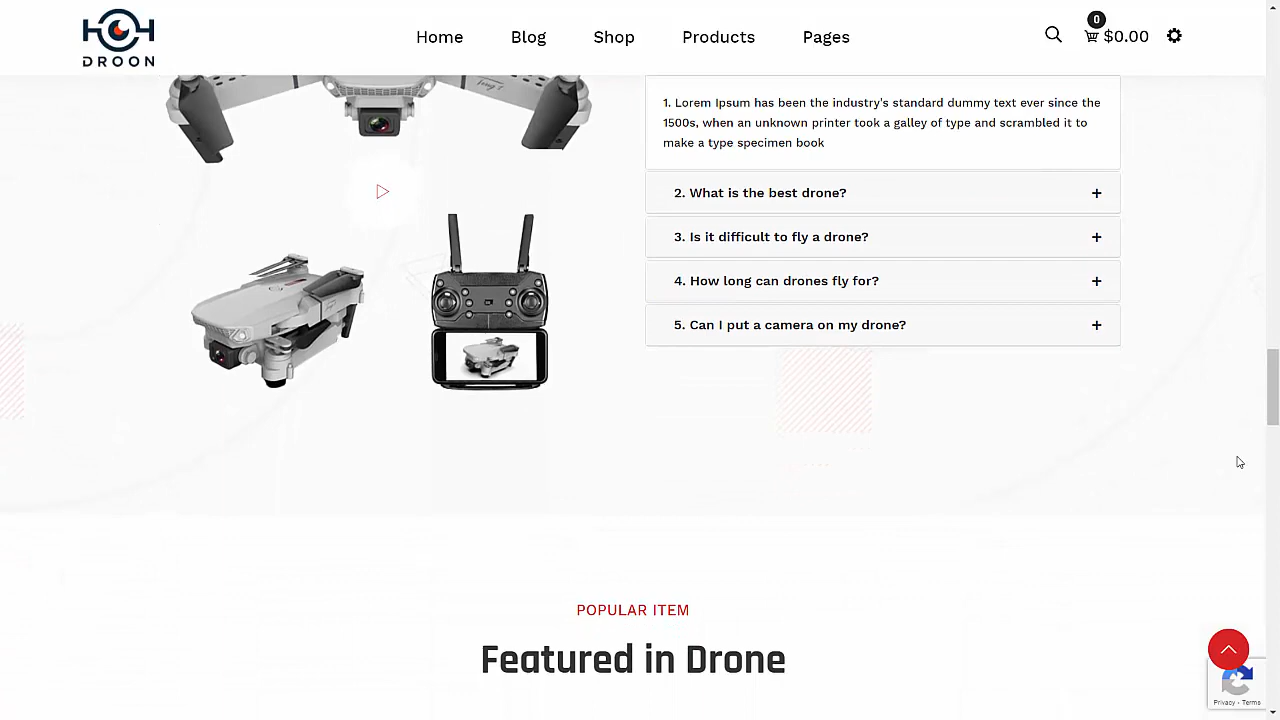 DROON
Home Blog Shop Products Pages
0
$0.00
1. Lorem Ipsum has been the industry's standard dummy text ever since the
1500s, when an unknown printer took a galley of type and scrambled it to
make a type specimen book
2. What is the best drone? +
3. Is it difficult to fly a drone? +
4. How long can drones fly for? +
5. Can I put a camera on my drone? +
POPULAR ITEM
Featured in Drone
Privacy - Terms